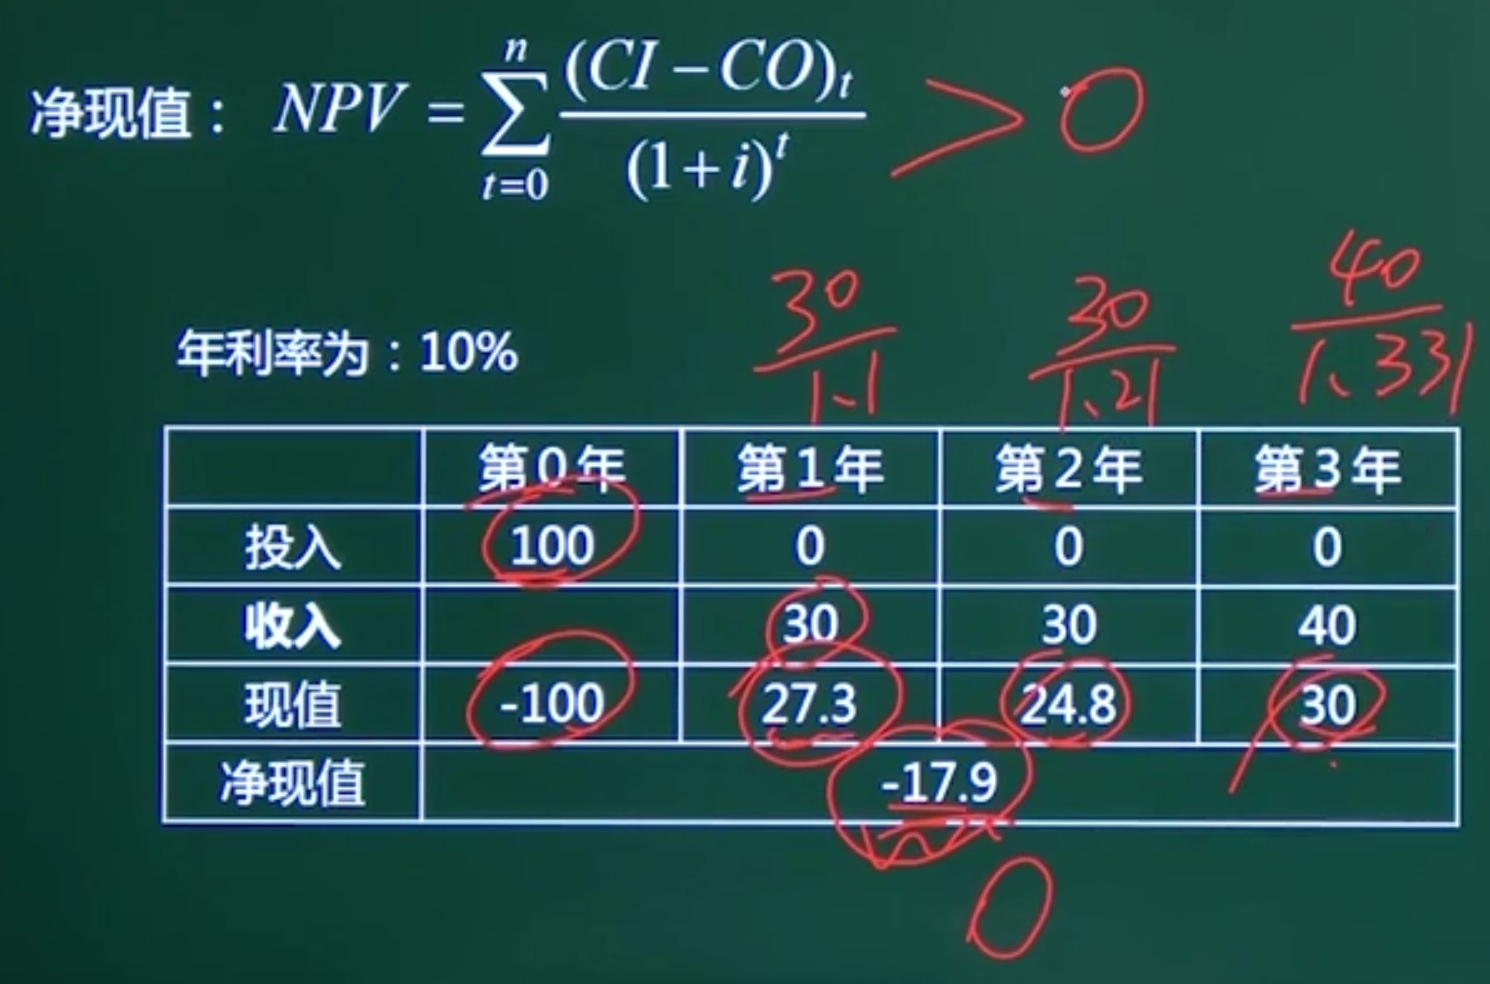 净现值： NPV = \sum_{t=0}^{n} \frac{(CI-CO)_t}{(1+i)^t} > 0
30/1.1 30/1.21 40/1.331
年利率为：10%
第0年 第1年 第2年 第3年
投入 100 0 0 0
收入 30 30 40
现值 -100 27.3 24.8 30
净现值 -17.9
0